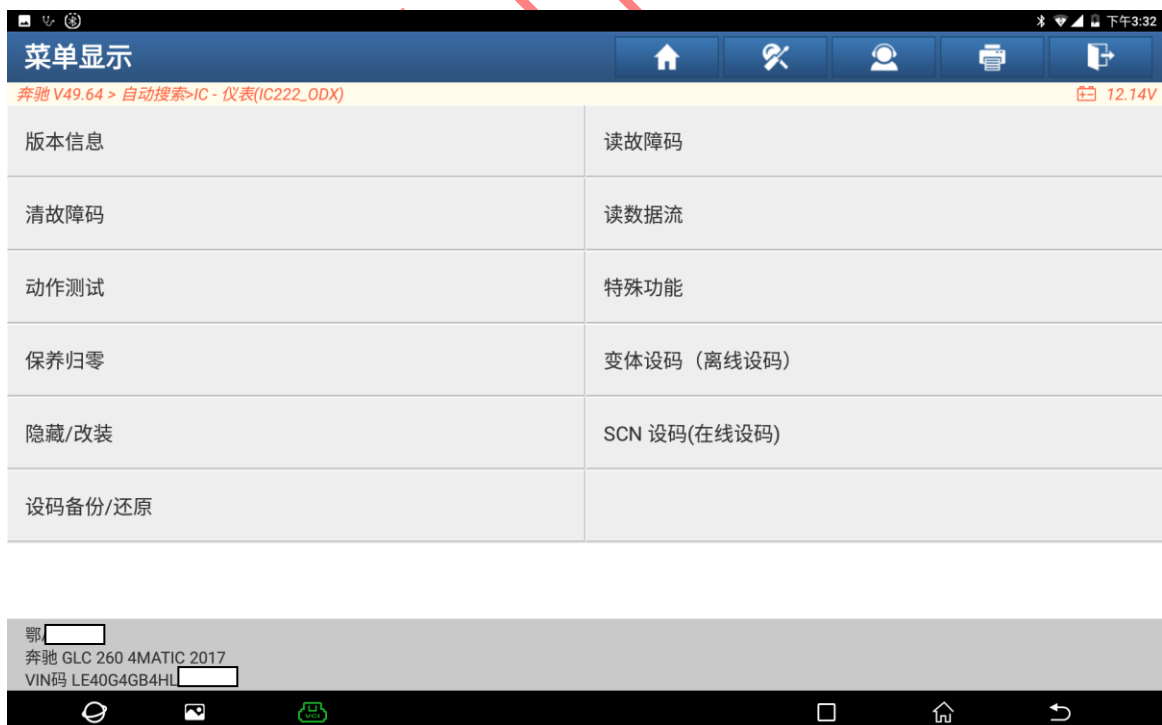 下午3:32
菜单显示
奔驰 V49.64 > 自动搜索>IC - 仪表(IC222_ODX)
12.14V
版本信息
读故障码
清故障码
读数据流
动作测试
特殊功能
保养归零
变体设码（离线设码）
隐藏/改装
SCN 设码(在线设码)
设码备份/还原
鄂
奔驰 GLC 260 4MATIC 2017
VIN码 LE40G4GB4HL
VCI